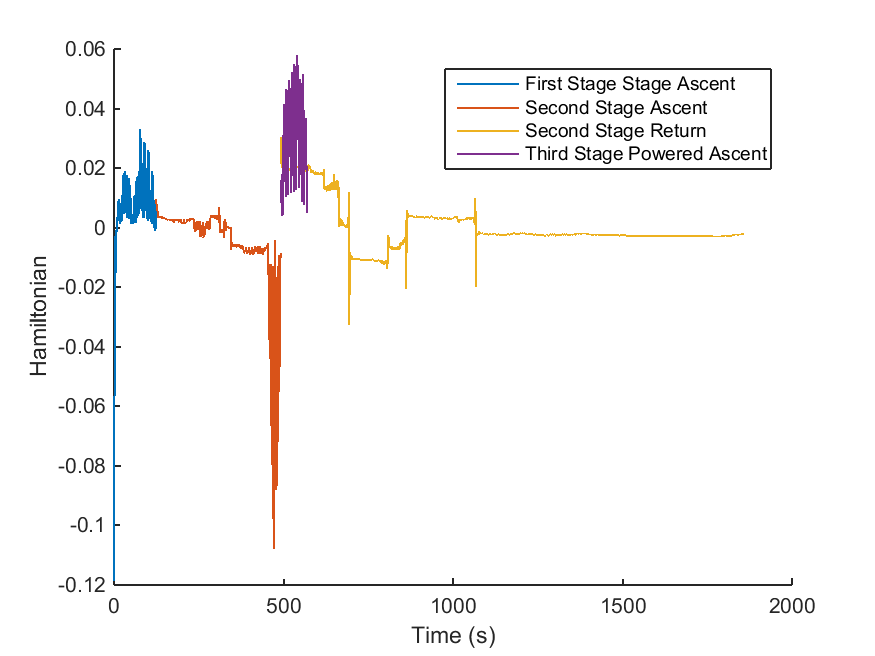 0.06
0.04
0.02
0
-0.02
-0.04
-0.06
-0.08
-0.1
-0.12
Hamiltonian
First Stage Stage Ascent
Second Stage Ascent
Second Stage Return
Third Stage Powered Ascent
0 500 1000 1500 2000
Time (s)